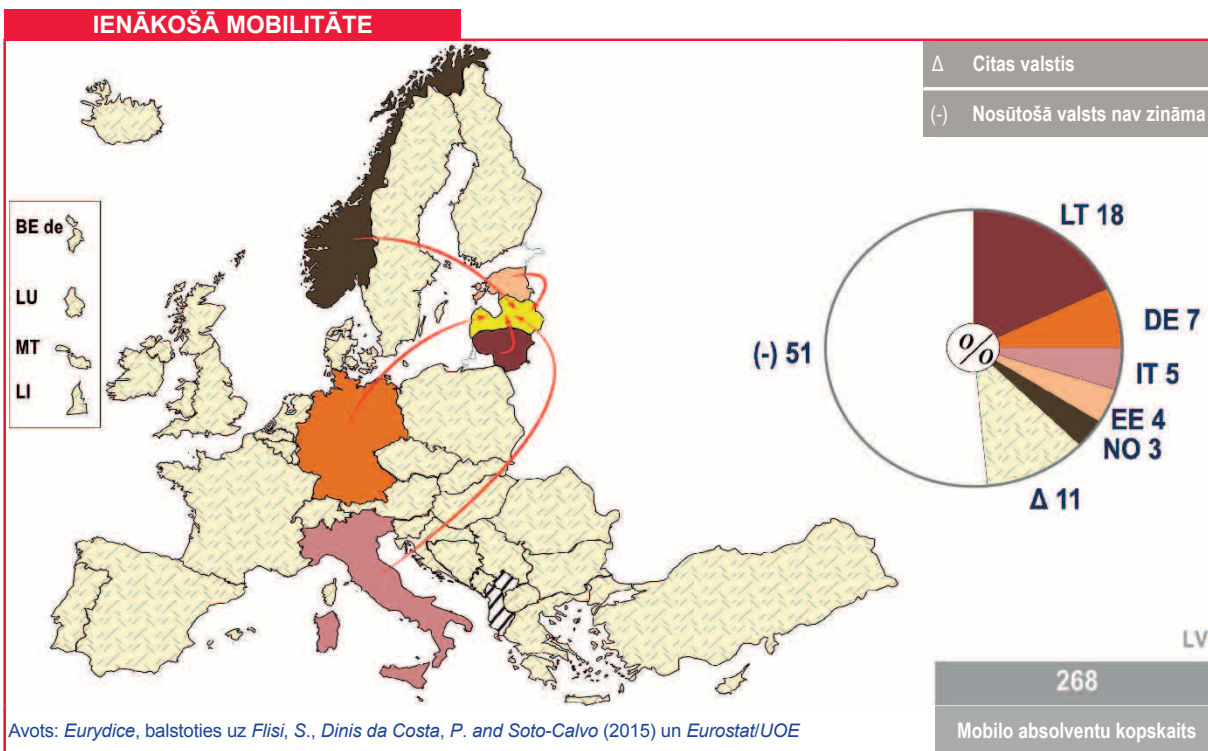 IENĀKOŠĀ MOBILITĀTE
Δ Citas valstis
(-) Nosūtošā valsts nav zināma
BE de
LU
MT
LI
LT 18
DE 7
IT 5
EE 4
NO 3
Δ 11
(-) 51
%
LV
268
Mobilo absolventu kopskaits
Avots: Eurydice, balstoties uz Flisi, S., Dinis da Costa, P. and Soto-Calvo (2015) un Eurostat/UOE